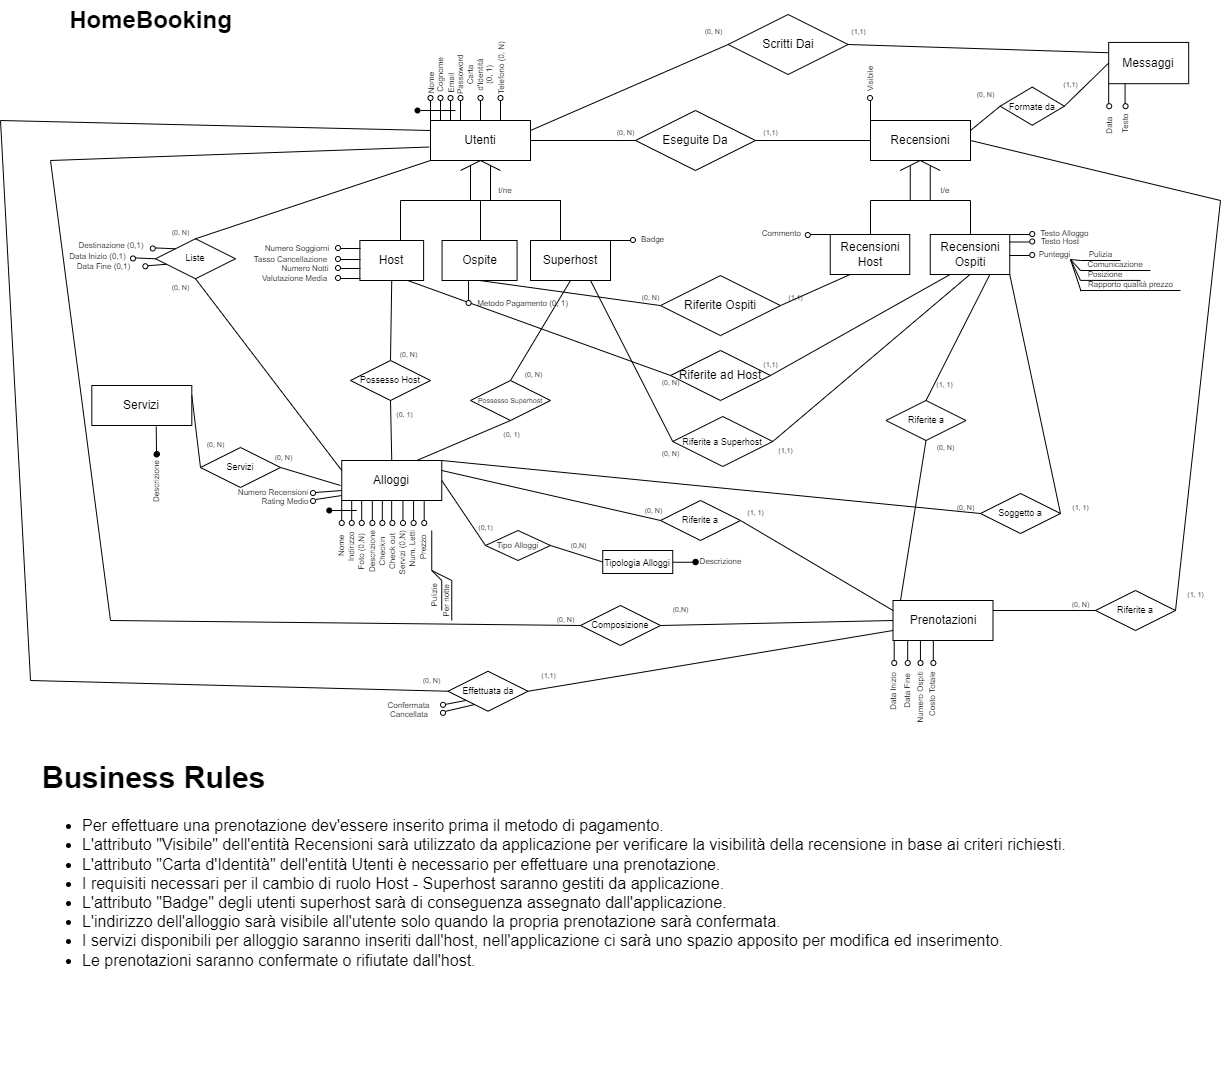 HomeBooking
(0, N)
Scritti Dai
(1,1)
Messaggi
Nome
Cognome
Email
Passoword
Carta
d'Identità
(0, 1)
Telefono (0, N)
Visibile
(1,1)
(0, N)
Formate da
Data
Testo
Utenti
(0, N)
Eseguite Da
(1,1)
Recensioni
t/ne
t/e
(0, N)
Destinazione (0,1)
Data Inizio (0,1)
Data Fine (0,1)
Liste
(0, N)
Numero Soggiorni
Tasso Cancellazione
Numero Notti
Valutazione Media
Host
Ospite
Superhost
Badge
Commento
Recensioni
Host
Recensioni
Ospiti
Testo Alloggo
Testo Host
Punteggi
Pulizia
Comunicazione
Posizione
Rapporto qualità prezzo
Metodo Pagamento (0, 1)
(0, N)
Riferite Ospiti
(1,1)
(0, N)
Possesso Host
(0, 1)
(0, N)
Possesso Superhost
(0, 1)
(0, N)
Riferite ad Host
(1,1)
(0, N)
Riferite a Superhost
(1,1)
(1, 1)
Riferite a
(0, N)
Servizi
Descrizione
(0, N)
Servizi
(0, N)
Numero Recensioni
Rating Medio
Alloggi
Nome
Indirizzo
Foto (0,N)
Descrizione
Checkin
Check out
Servizi (0,N)
Num. Letti
Prezzo
Pulizie
Per notte
(0,1)
Tipo Alloggi
(0,N)
Tipologia Alloggi
Descrizione
(0, N)
Riferite a
(1, 1)
(0, N)
Soggetto a
(1, 1)
(0, N)
Composizione
(0,N)
Prenotazioni
(0, N)
Riferite a
(1, 1)
Data Inizio
Data Fine
Numero Ospiti
Costo Totale
(0, N)
Effettuata da
(1,1)
Confermata
Cancellata
Business Rules
• Per effettuare una prenotazione dev'essere inserito prima il metodo di pagamento.
• L'attributo "Visibile" dell'entità Recensioni sarà utilizzato da applicazione per verificare la visibilità della recensione in base ai criteri richiesti.
• L'attributo "Carta d'Identità" dell'entità Utenti è necessario per effettuare una prenotazione.
• I requisiti necessari per il cambio di ruolo Host - Superhost saranno gestiti da applicazione.
• L'attributo "Badge" degli utenti superhost sarà di conseguenza assegnato dall'applicazione.
• L'indirizzo dell'alloggio sarà visibile all'utente solo quando la propria prenotazione sarà confermata.
• I servizi disponibili per alloggio saranno inseriti dall'host, nell'applicazione ci sarà uno spazio apposito per modifica ed inserimento.
• Le prenotazioni saranno confermate o rifiutate dall'host.